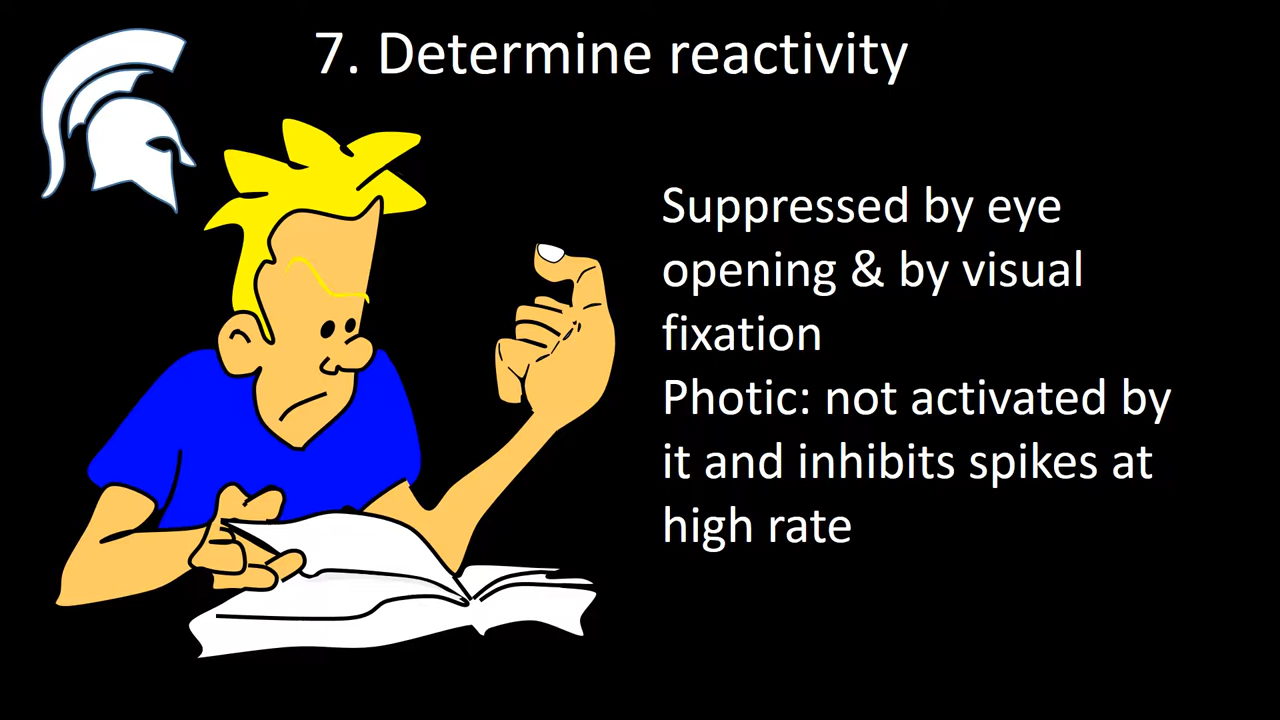 7. Determine reactivity
Suppressed by eye
opening & by visual
fixation
Photic: not activated by
it and inhibits spikes at
high rate